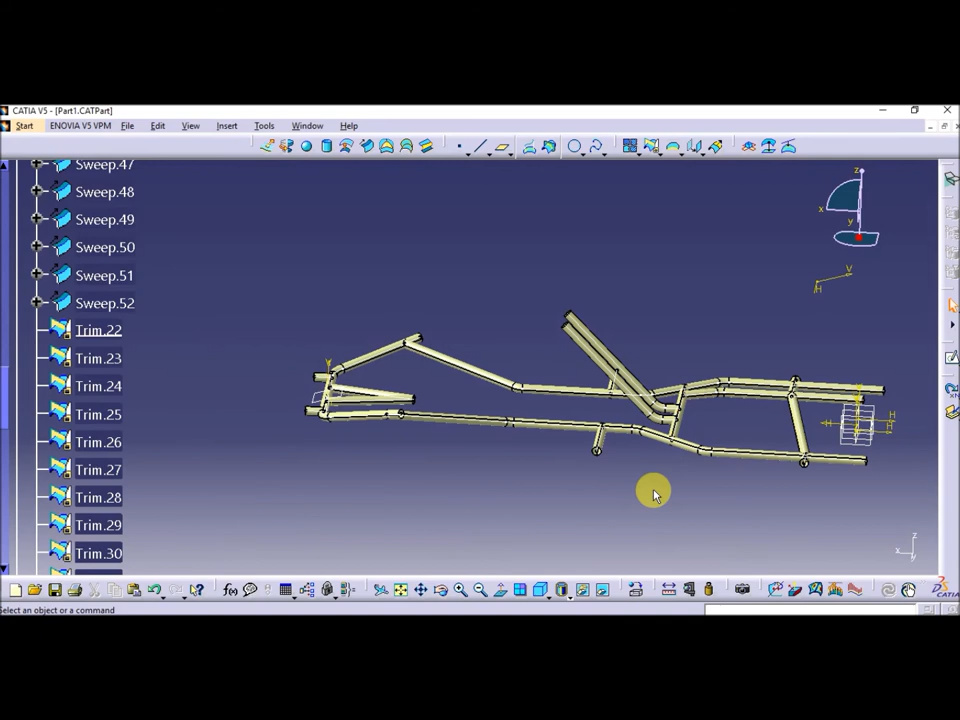 CATIA V5 - [Part1.CATPart]
Start ENOVIA V5 VPM File Edit View Insert Tools Window Help
Sweep.47
Sweep.48
Sweep.49
Sweep.50
Sweep.51
Sweep.52
Trim.22
Trim.23
Trim.24
Trim.25
Trim.26
Trim.27
Trim.28
Trim.29
Trim.30
z
x
y
V
H
V
H
H
H
z
x
y
f(x)
CATIA
Select an object or a command